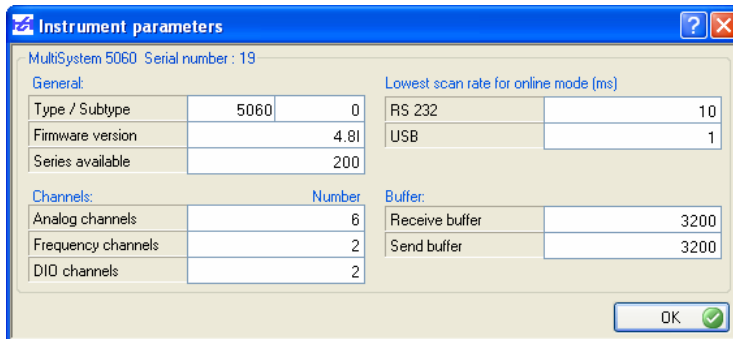 Instrument parameters
MultiSystem 5060 Serial number : 19
General:
Type / Subtype 5060 0
Firmware version 4.8I
Series available 200
Lowest scan rate for online mode (ms)
RS 232 10
USB 1
Channels: Number
Analog channels 6
Frequency channels 2
DIO channels 2
Buffer:
Receive buffer 3200
Send buffer 3200
OK